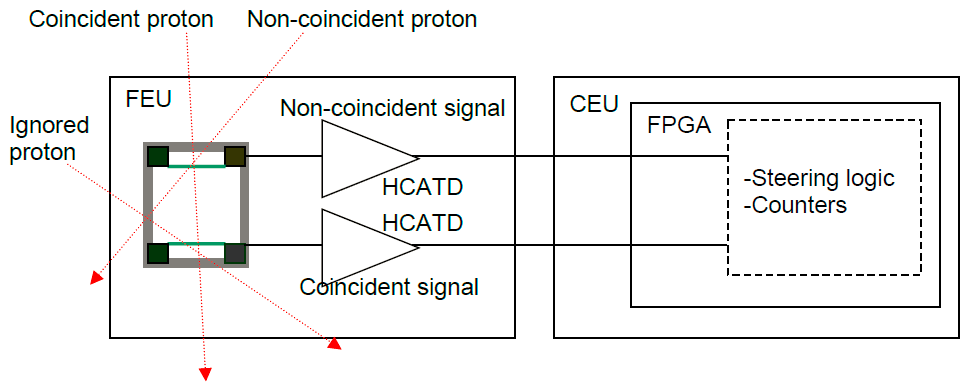 Coincident proton
Non-coincident proton
FEU
Non-coincident signal
CEU
FPGA
Ignored
proton
HCATD
-Steering logic
-Counters
HCATD
Coincident signal